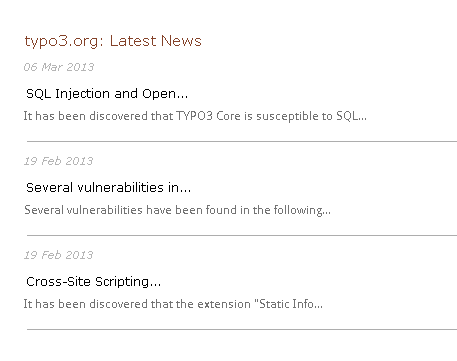 typo3.org: Latest News
06 Mar 2013
SQL Injection and Open...
It has been discovered that TYPO3 Core is susceptible to SQL...
19 Feb 2013
Several vulnerabilities in...
Several vulnerabilities have been found in the following...
19 Feb 2013
Cross-Site Scripting...
It has been discovered that the extension "Static Info...